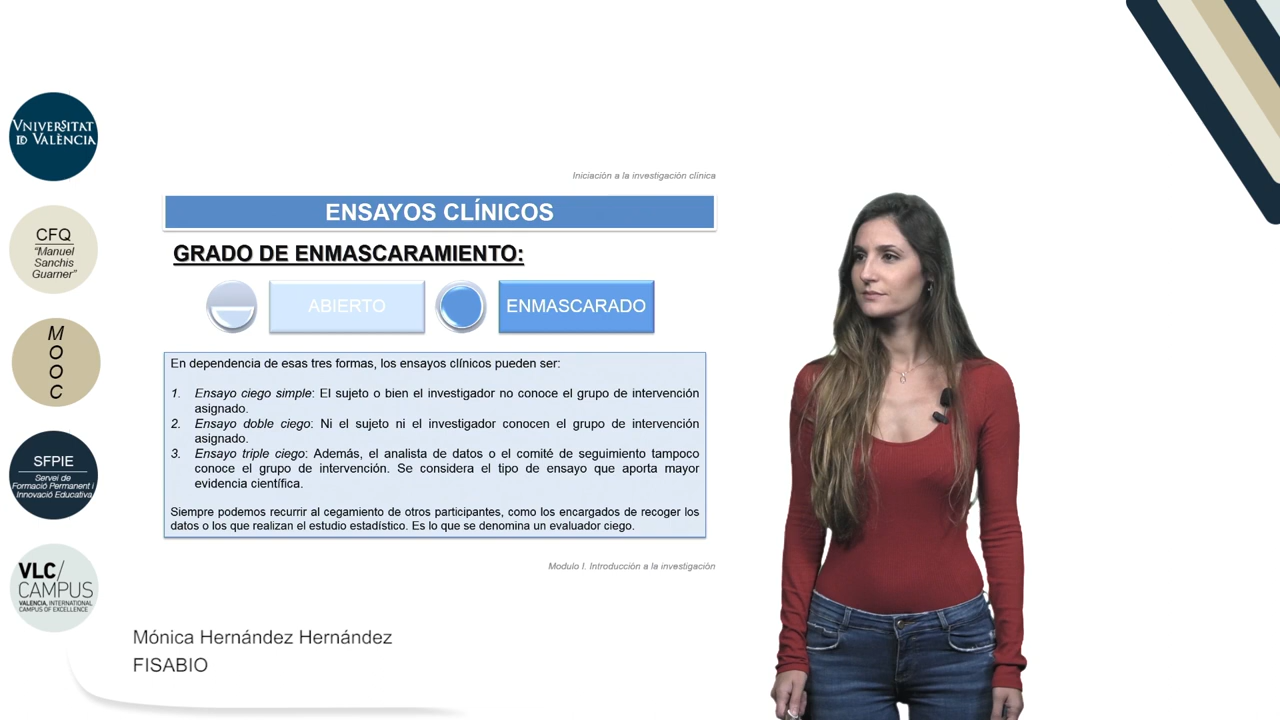 VNIVERSITAT
ID VALÈNCIA
CFQ
"Manuel
Sanchis
Guarner"
M
O
O
C
SFPIE
Servei de
Formació Permanent i
Innovació Educativa
VLC/
CAMPUS
VALENCIA, INTERNATIONAL
CAMPUS OF EXCELLENCE
Iniciación a la investigación clínica
ENSAYOS CLÍNICOS
GRADO DE ENMASCARAMIENTO:
ABIERTO
ENMASCARADO
En dependencia de esas tres formas, los ensayos clínicos pueden ser:
1. Ensayo ciego simple: El sujeto o bien el investigador no conoce el grupo de intervención
asignado.
2. Ensayo doble ciego: Ni el sujeto ni el investigador conocen el grupo de intervención
asignado.
3. Ensayo triple ciego: Además, el analista de datos o el comité de seguimiento tampoco
conoce el grupo de intervención. Se considera el tipo de ensayo que aporta mayor
evidencia científica.
Siempre podemos recurrir al cegamiento de otros participantes, como los encargados de recoger los
datos o los que realizan el estudio estadístico. Es lo que se denomina un evaluador ciego.
Modulo I. Introducción a la investigación
Mónica Hernández Hernández
FISABIO